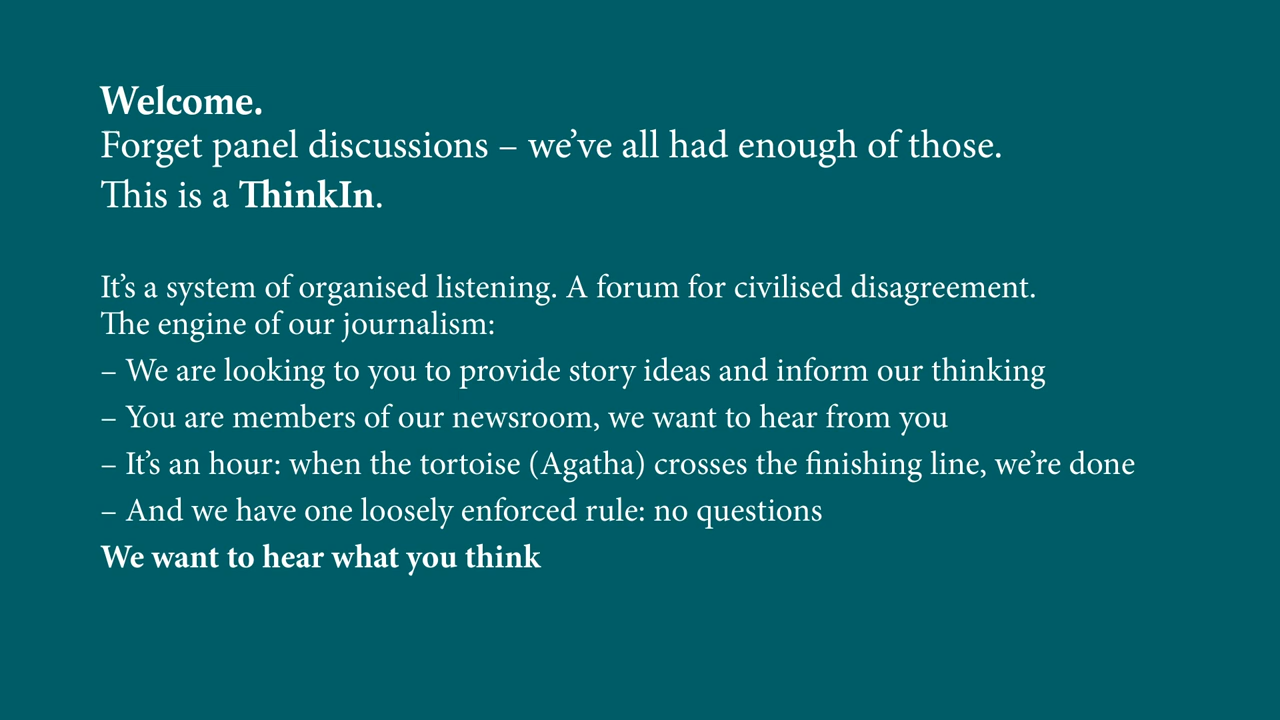 Welcome.
Forget panel discussions – we’ve all had enough of those.
This is a ThinkIn.
It’s a system of organised listening. A forum for civilised disagreement.
The engine of our journalism:
– We are looking to you to provide story ideas and inform our thinking
– You are members of our newsroom, we want to hear from you
– It’s an hour: when the tortoise (Agatha) crosses the finishing line, we’re done
– And we have one loosely enforced rule: no questions
We want to hear what you think